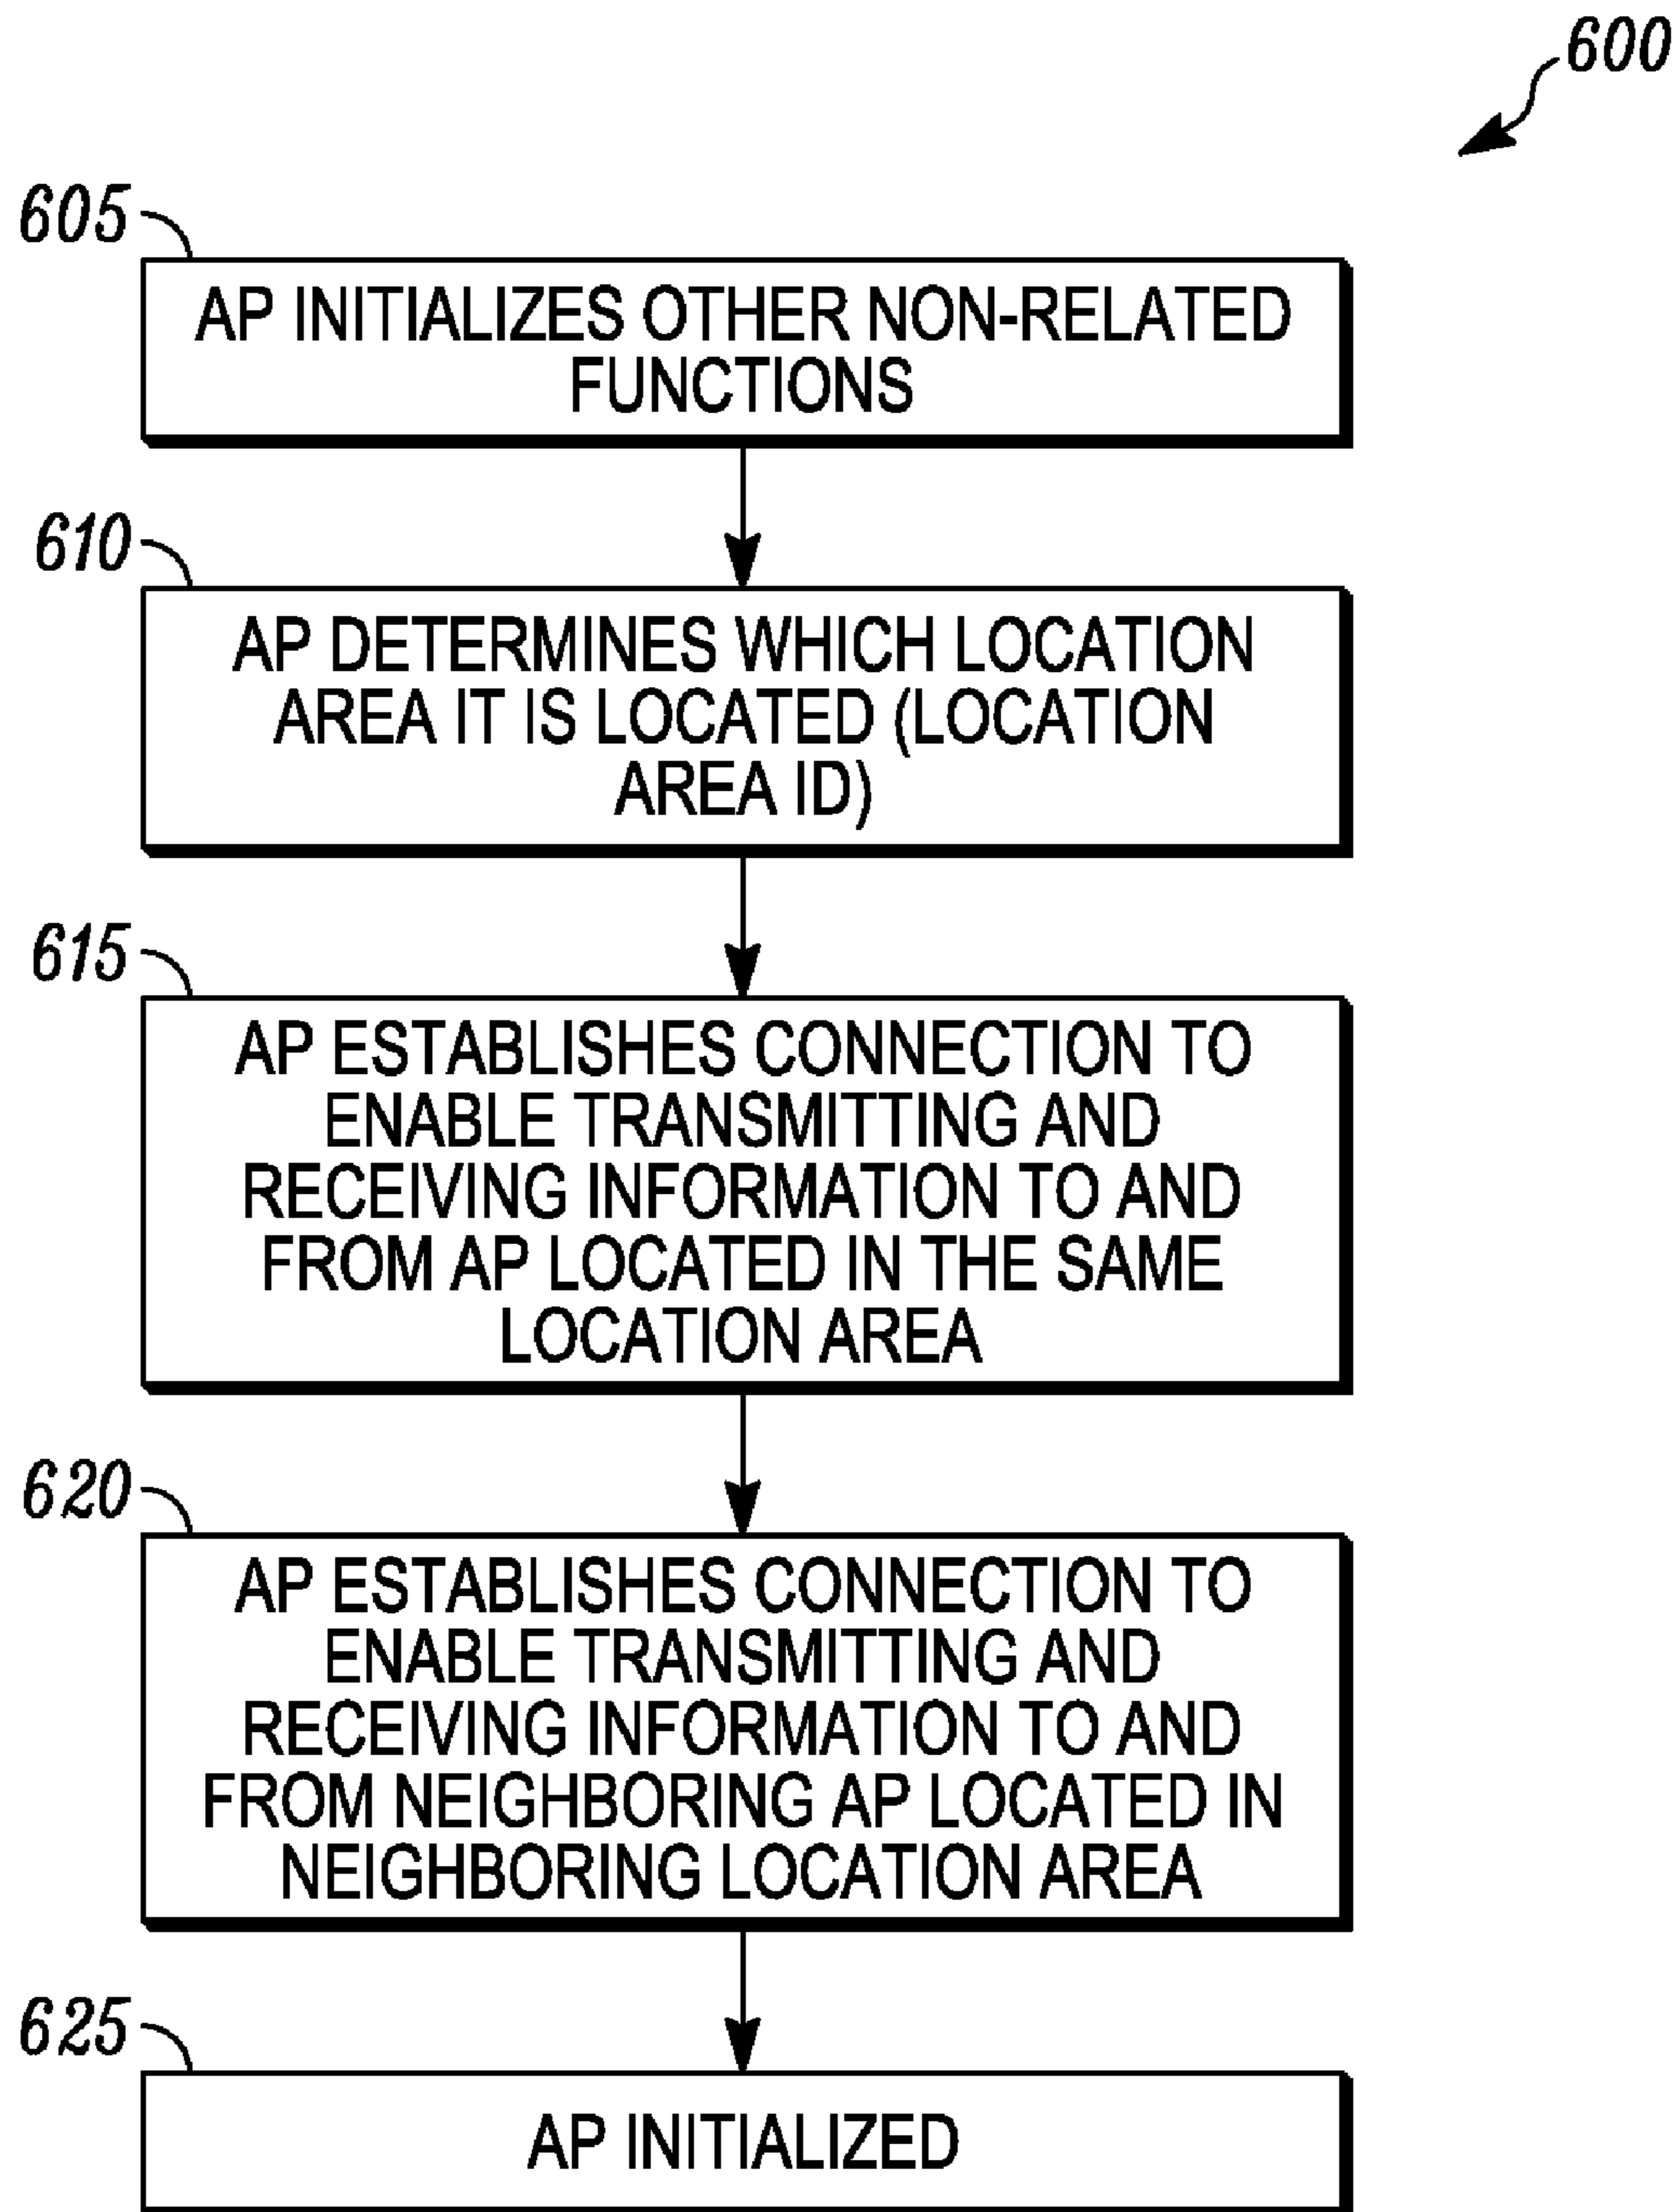 600
605
AP INITIALIZES OTHER NON-RELATED
FUNCTIONS
610
AP DETERMINES WHICH LOCATION
AREA IT IS LOCATED (LOCATION
AREA ID)
615
AP ESTABLISHES CONNECTION TO
ENABLE TRANSMITTING AND
RECEIVING INFORMATION TO AND
FROM AP LOCATED IN THE SAME
LOCATION AREA
620
AP ESTABLISHES CONNECTION TO
ENABLE TRANSMITTING AND
RECEIVING INFORMATION TO AND
FROM NEIGHBORING AP LOCATED IN
NEIGHBORING LOCATION AREA
625
AP INITIALIZED